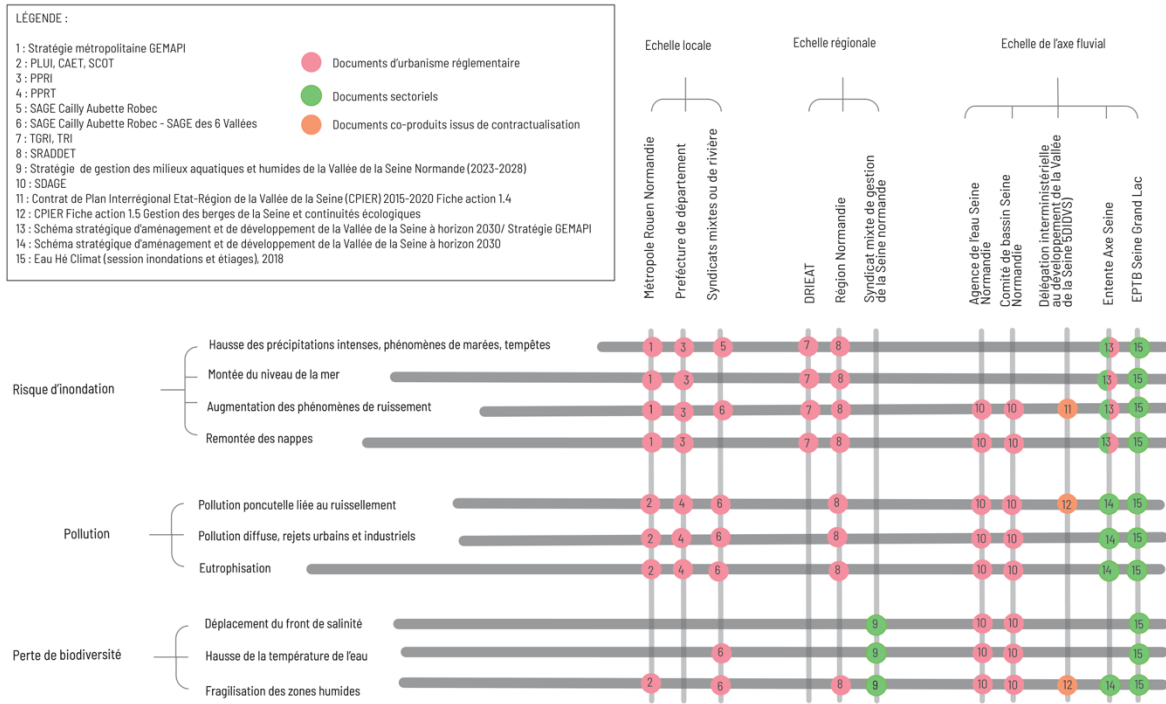 LÉGENDE :
1 : Stratégie métropolitaine GEMAPI
2 : PLUI, CAET, SCOT
3 : PPRI
4 : PPRT
5 : SAGE Cailly Aubette Robec
6 : SAGE Cailly Aubette Robec - SAGE des 6 Vallées
7 : TGRI, TRI
8 : SRADDET
9 : Stratégie de gestion des milieux aquatiques et humides de la Vallée de la Seine Normande (2023-2028)
10 : SDAGE
11 : Contrat de Plan Interrégional Etat-Région de la Vallée de la Seine (CPIER) 2015-2020 Fiche action 1.4
12 : CPIER Fiche action 1.5 Gestion des berges de la Seine et continuités écologiques
13 : Schéma stratégique d'aménagement et de développement de la Vallée de la Seine à horizon 2030/ Stratégie GEMAPI
14 : Schéma stratégique d'aménagement et de développement de la Vallée de la Seine à horizon 2030
15 : Eau Hé Climat (session inondations et étiages), 2018
Documents d'urbanisme réglementaire
Documents sectoriels
Documents co-produits issus de contractualisation
Echelle locale
Echelle régionale
Echelle de l'axe fluvial
Métropole Rouen Normandie
Prefécture de département
Syndicats mixtes ou de rivière
DRIEAT
Région Normandie
Syndicat mixte de gestion
de la Seine normande
Agence de l'eau Seine
Normandie
Comité de bassin Seine
Normandie
Délégation interministérielle
au développement de la Vallée
de la Seine 5DIDVS)
Entente Axe Seine
EPTB Seine Grand Lac
Risque d'inondation
Hausse des précipitations intenses, phénomènes de marées, tempêtes
1 3 5 7 8 13 15
Montée du niveau de la mer
1 3 7 8 13 15
Augmentation des phénomènes de ruissement
1 3 6 7 8 10 10 11 13 15
Remontée des nappes
1 3 7 8 10 10 13 15
Pollution
Pollution poncutelle liée au ruissellement
2 4 6 8 10 10 12 14 15
Pollution diffuse, rejets urbains et industriels
2 4 6 8 10 10 14 15
Eutrophisation
2 4 6 8 10 10 14 15
Perte de biodiversité
Déplacement du front de salinité
9 10 10 15
Hausse de la température de l'eau
6 9 10 10 15
Fragilisation des zones humides
2 6 8 9 10 10 12 14 15